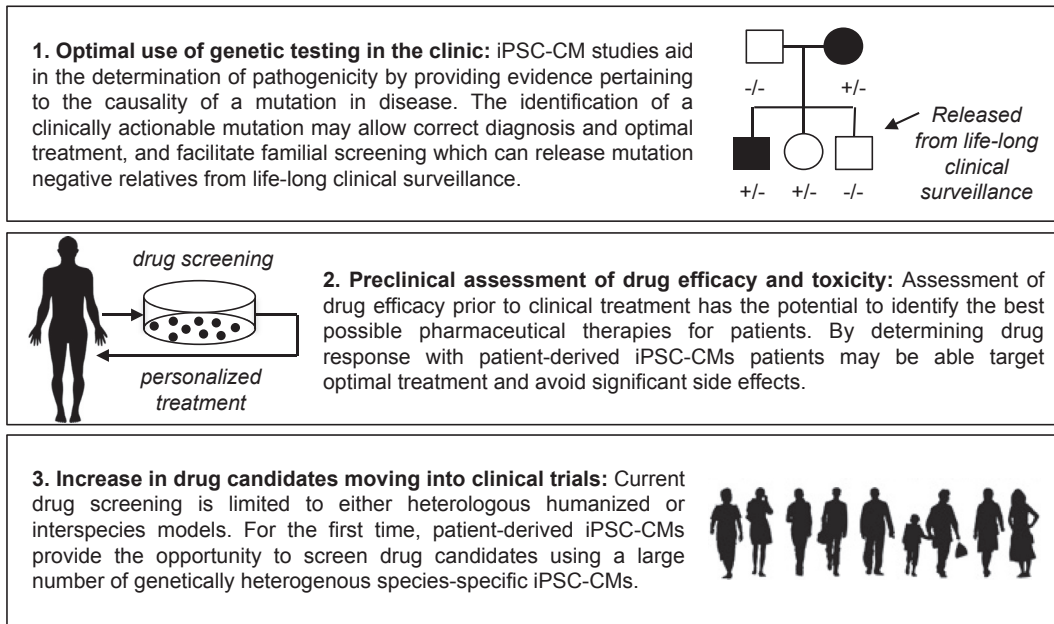 1. Optimal use of genetic testing in the clinic: iPSC-CM studies aid
in the determination of pathogenicity by providing evidence pertaining
to the causality of a mutation in disease. The identification of a
clinically actionable mutation may allow correct diagnosis and optimal
treatment, and facilitate familial screening which can release mutation
negative relatives from life-long clinical surveillance.
-/-
+/-
+/-
+/-
-/-
Released
from life-long
clinical
surveillance
drug screening
personalized
treatment
2. Preclinical assessment of drug efficacy and toxicity: Assessment of
drug efficacy prior to clinical treatment has the potential to identify the best
possible pharmaceutical therapies for patients. By determining drug
response with patient-derived iPSC-CMs patients may be able target
optimal treatment and avoid significant side effects.
3. Increase in drug candidates moving into clinical trials: Current
drug screening is limited to either heterologous humanized or
interspecies models. For the first time, patient-derived iPSC-CMs
provide the opportunity to screen drug candidates using a large
number of genetically heterogenous species-specific iPSC-CMs.